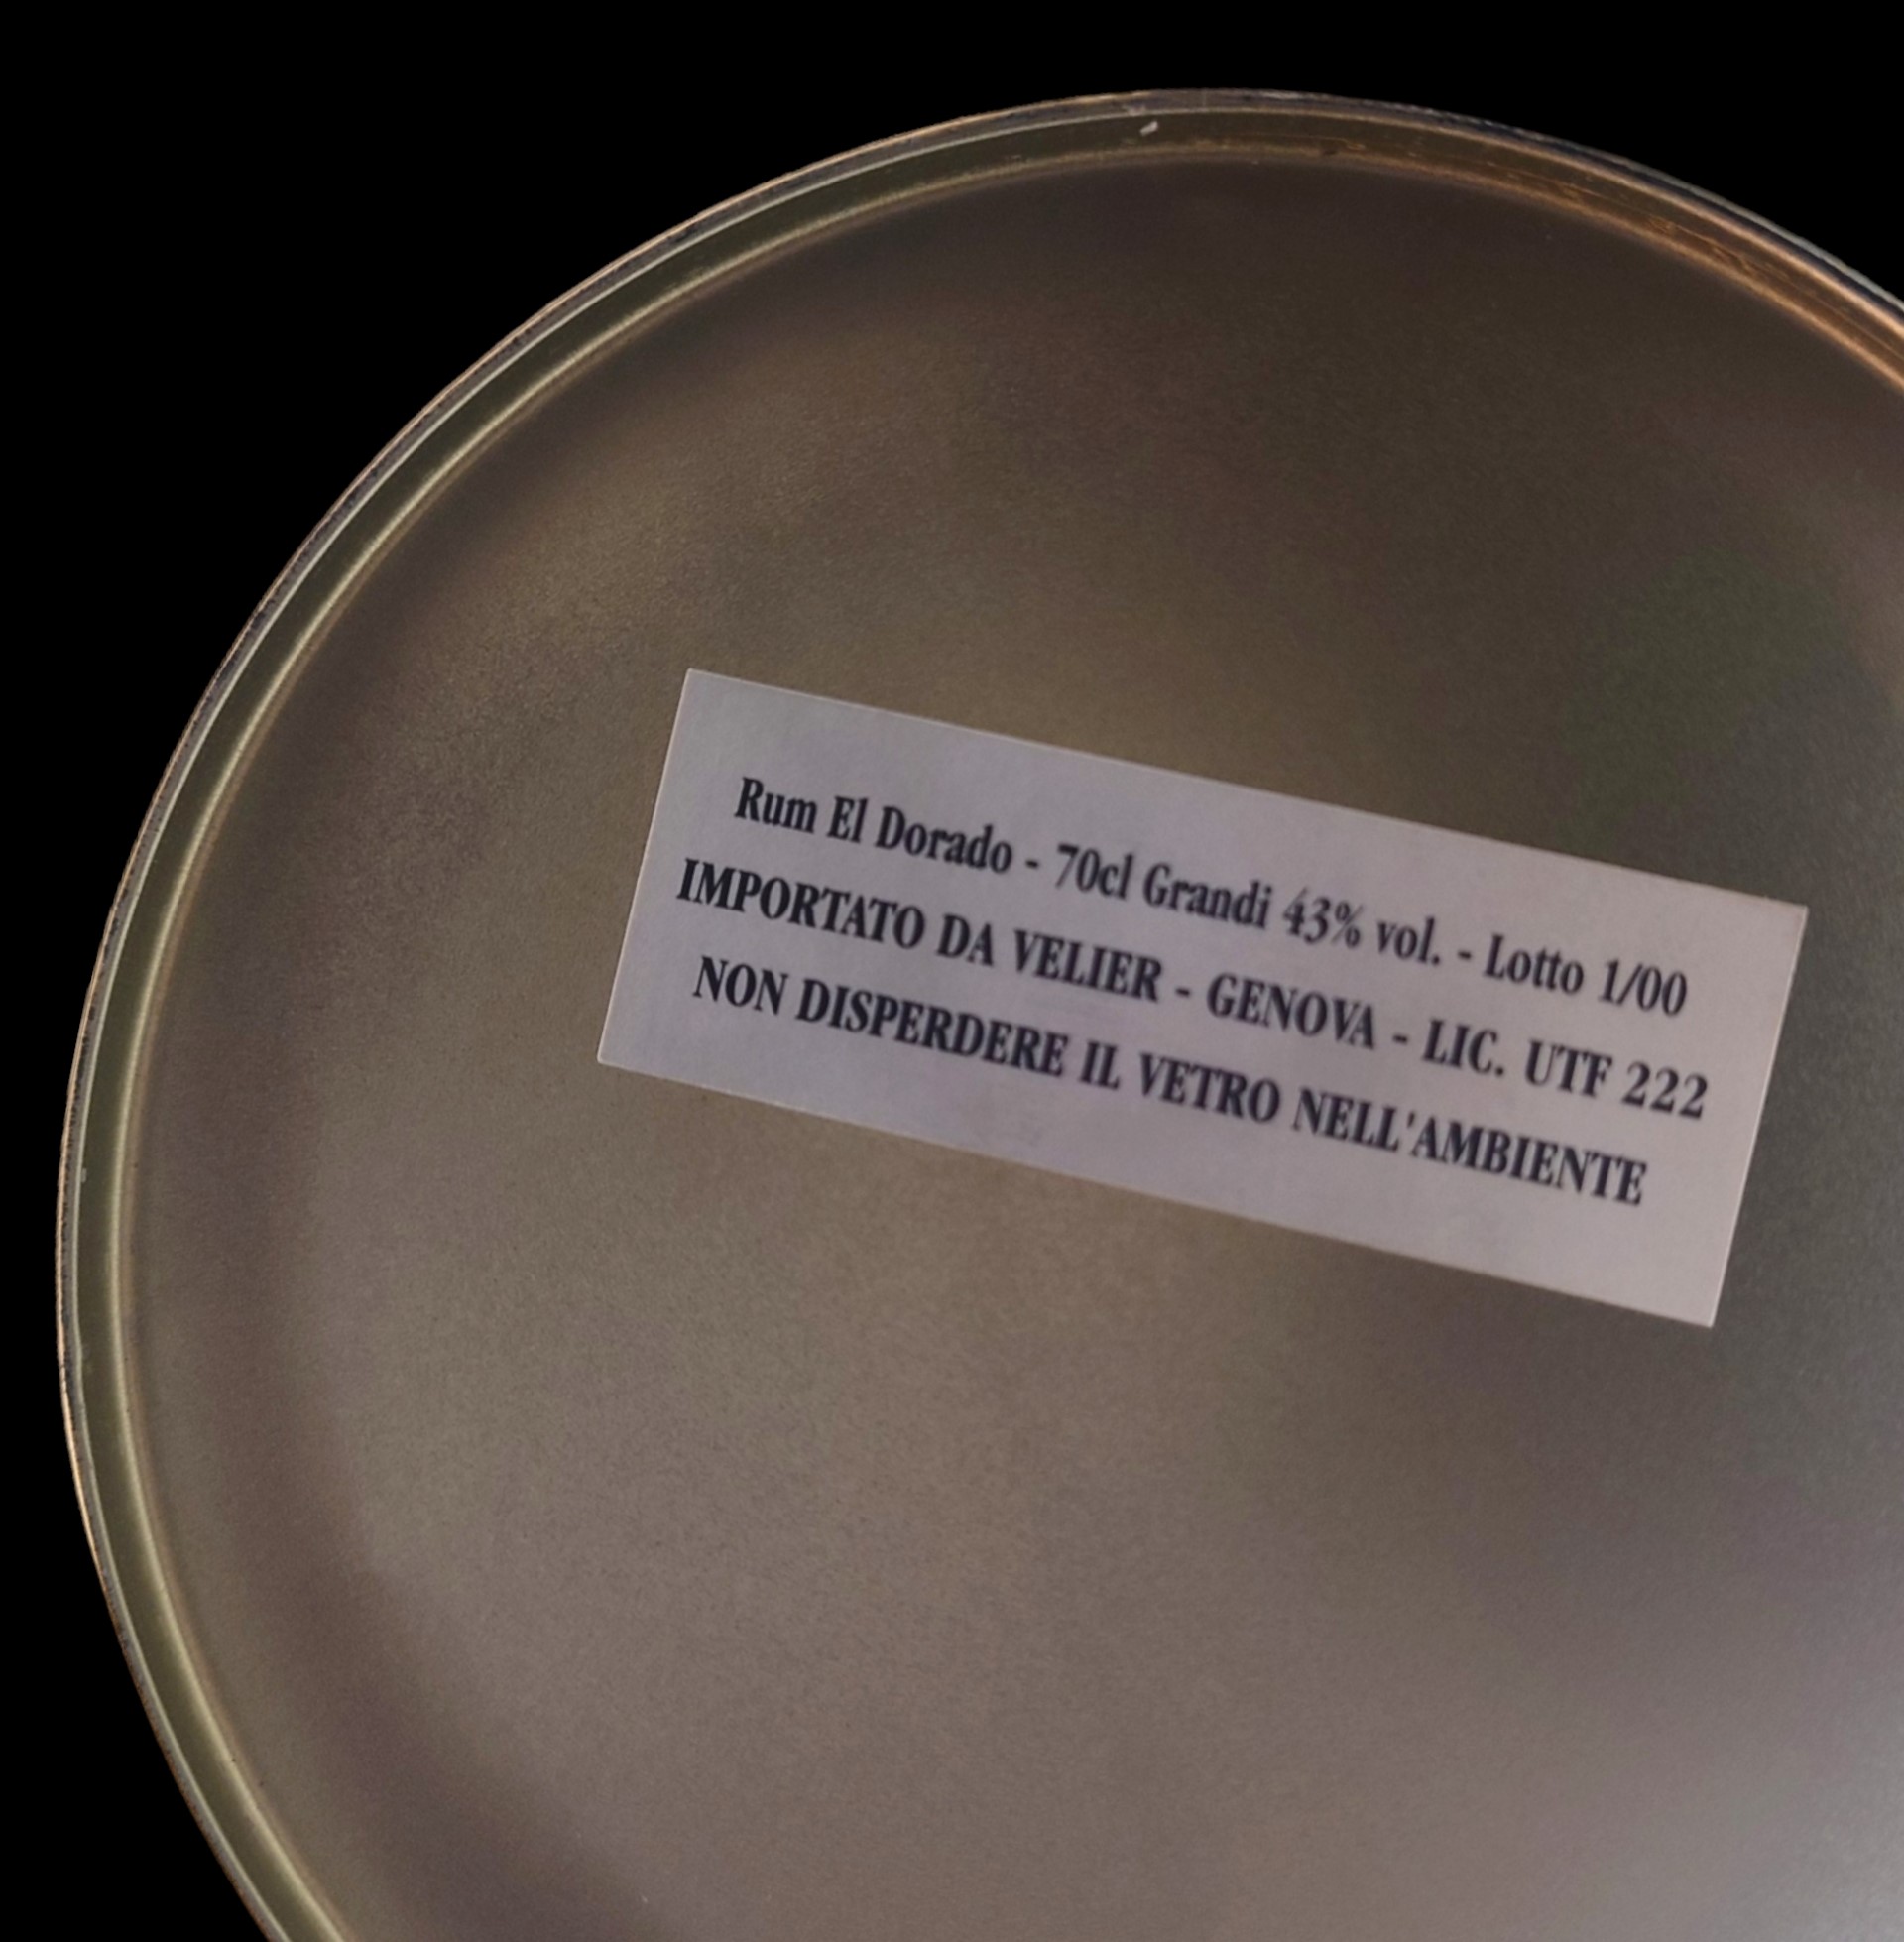 Rum El Dorado - 70cl Grandi 43% vol. - Lotto 1/00
IMPORTATO DA VELIER - GENOVA - LIC. UTF 222
NON DISPERDERE IL VETRO NELL'AMBIENTE